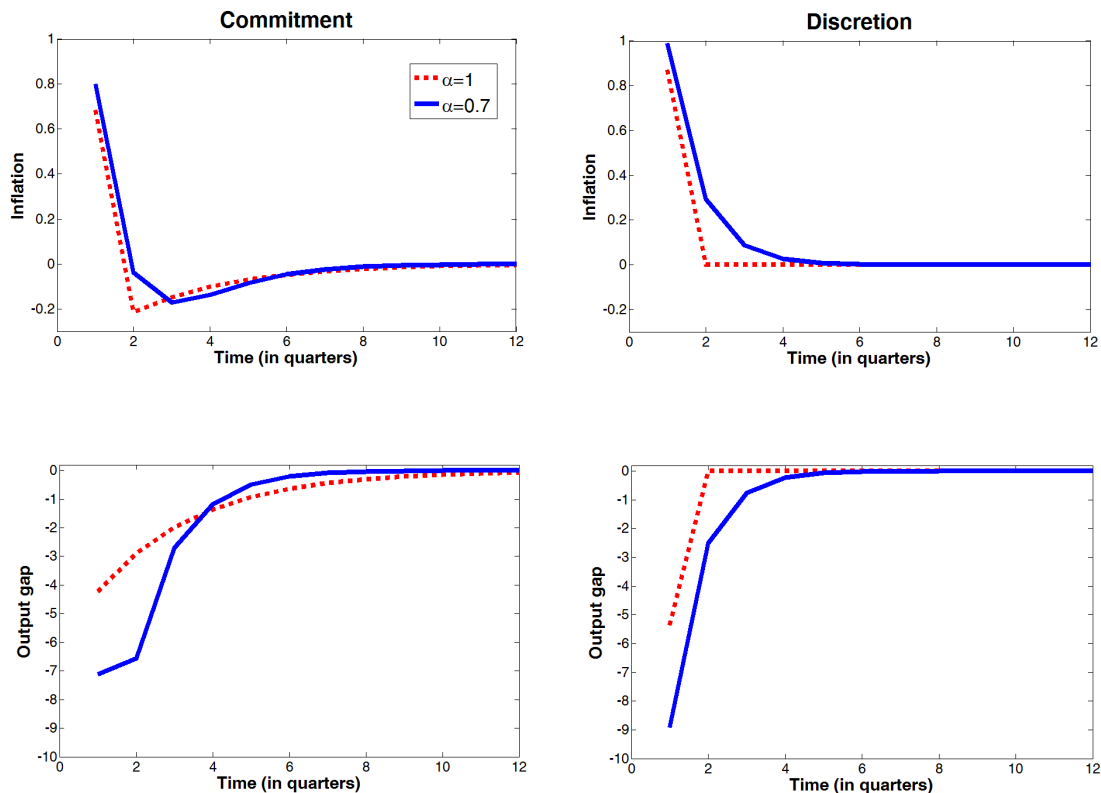 Commitment
1
0.8
0.6
0.4
0.2
0
-0.2
0 2 4 6 8 10 12
Inflation
Time (in quarters)
α=1
α=0.7
Discretion
1
0.8
0.6
0.4
0.2
0
-0.2
0 2 4 6 8 10 12
Inflation
Time (in quarters)
0
-1
-2
-3
-4
-5
-6
-7
-8
-9
-10
0 2 4 6 8 10 12
Output gap
Time (in quarters)
0
-1
-2
-3
-4
-5
-6
-7
-8
-9
-10
0 2 4 6 8 10 12
Output gap
Time (in quarters)